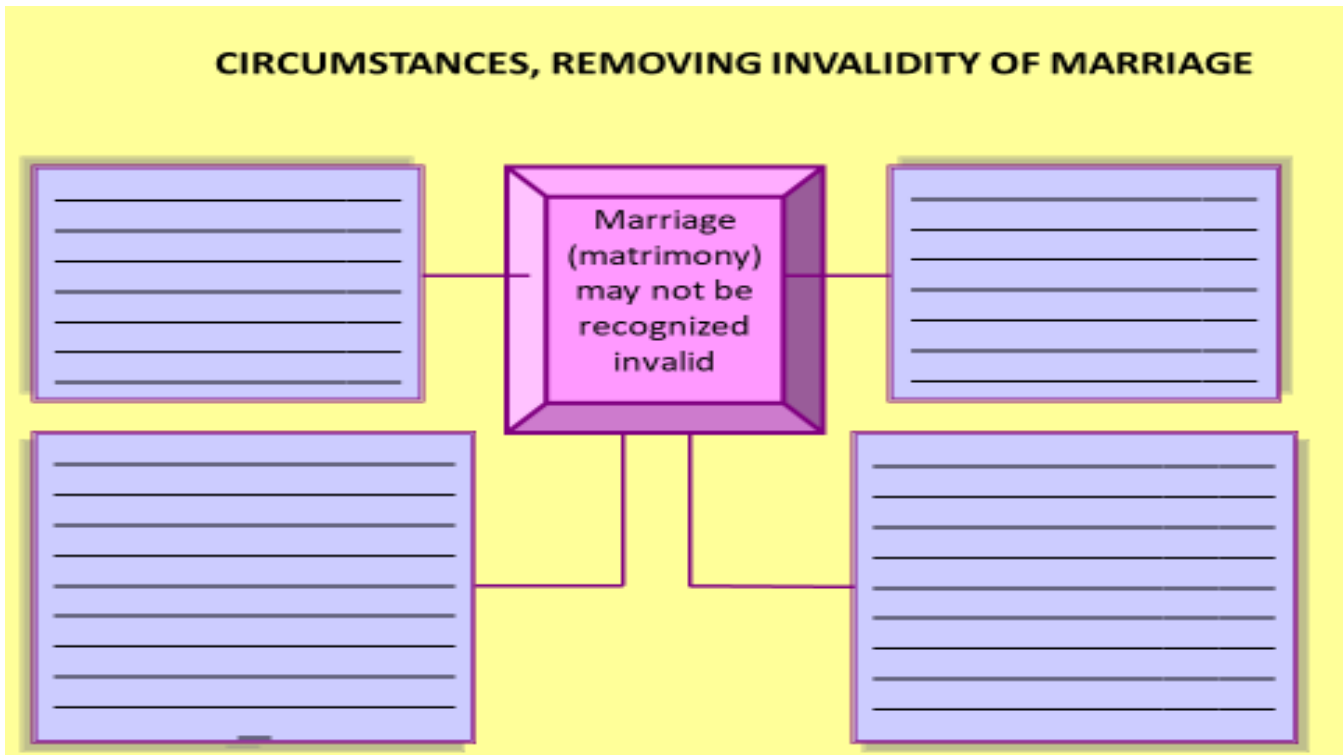 CIRCUMSTANCES, REMOVING INVALIDITY OF MARRIAGE
Marriage
(matrimony)
may not be
recognized
invalid